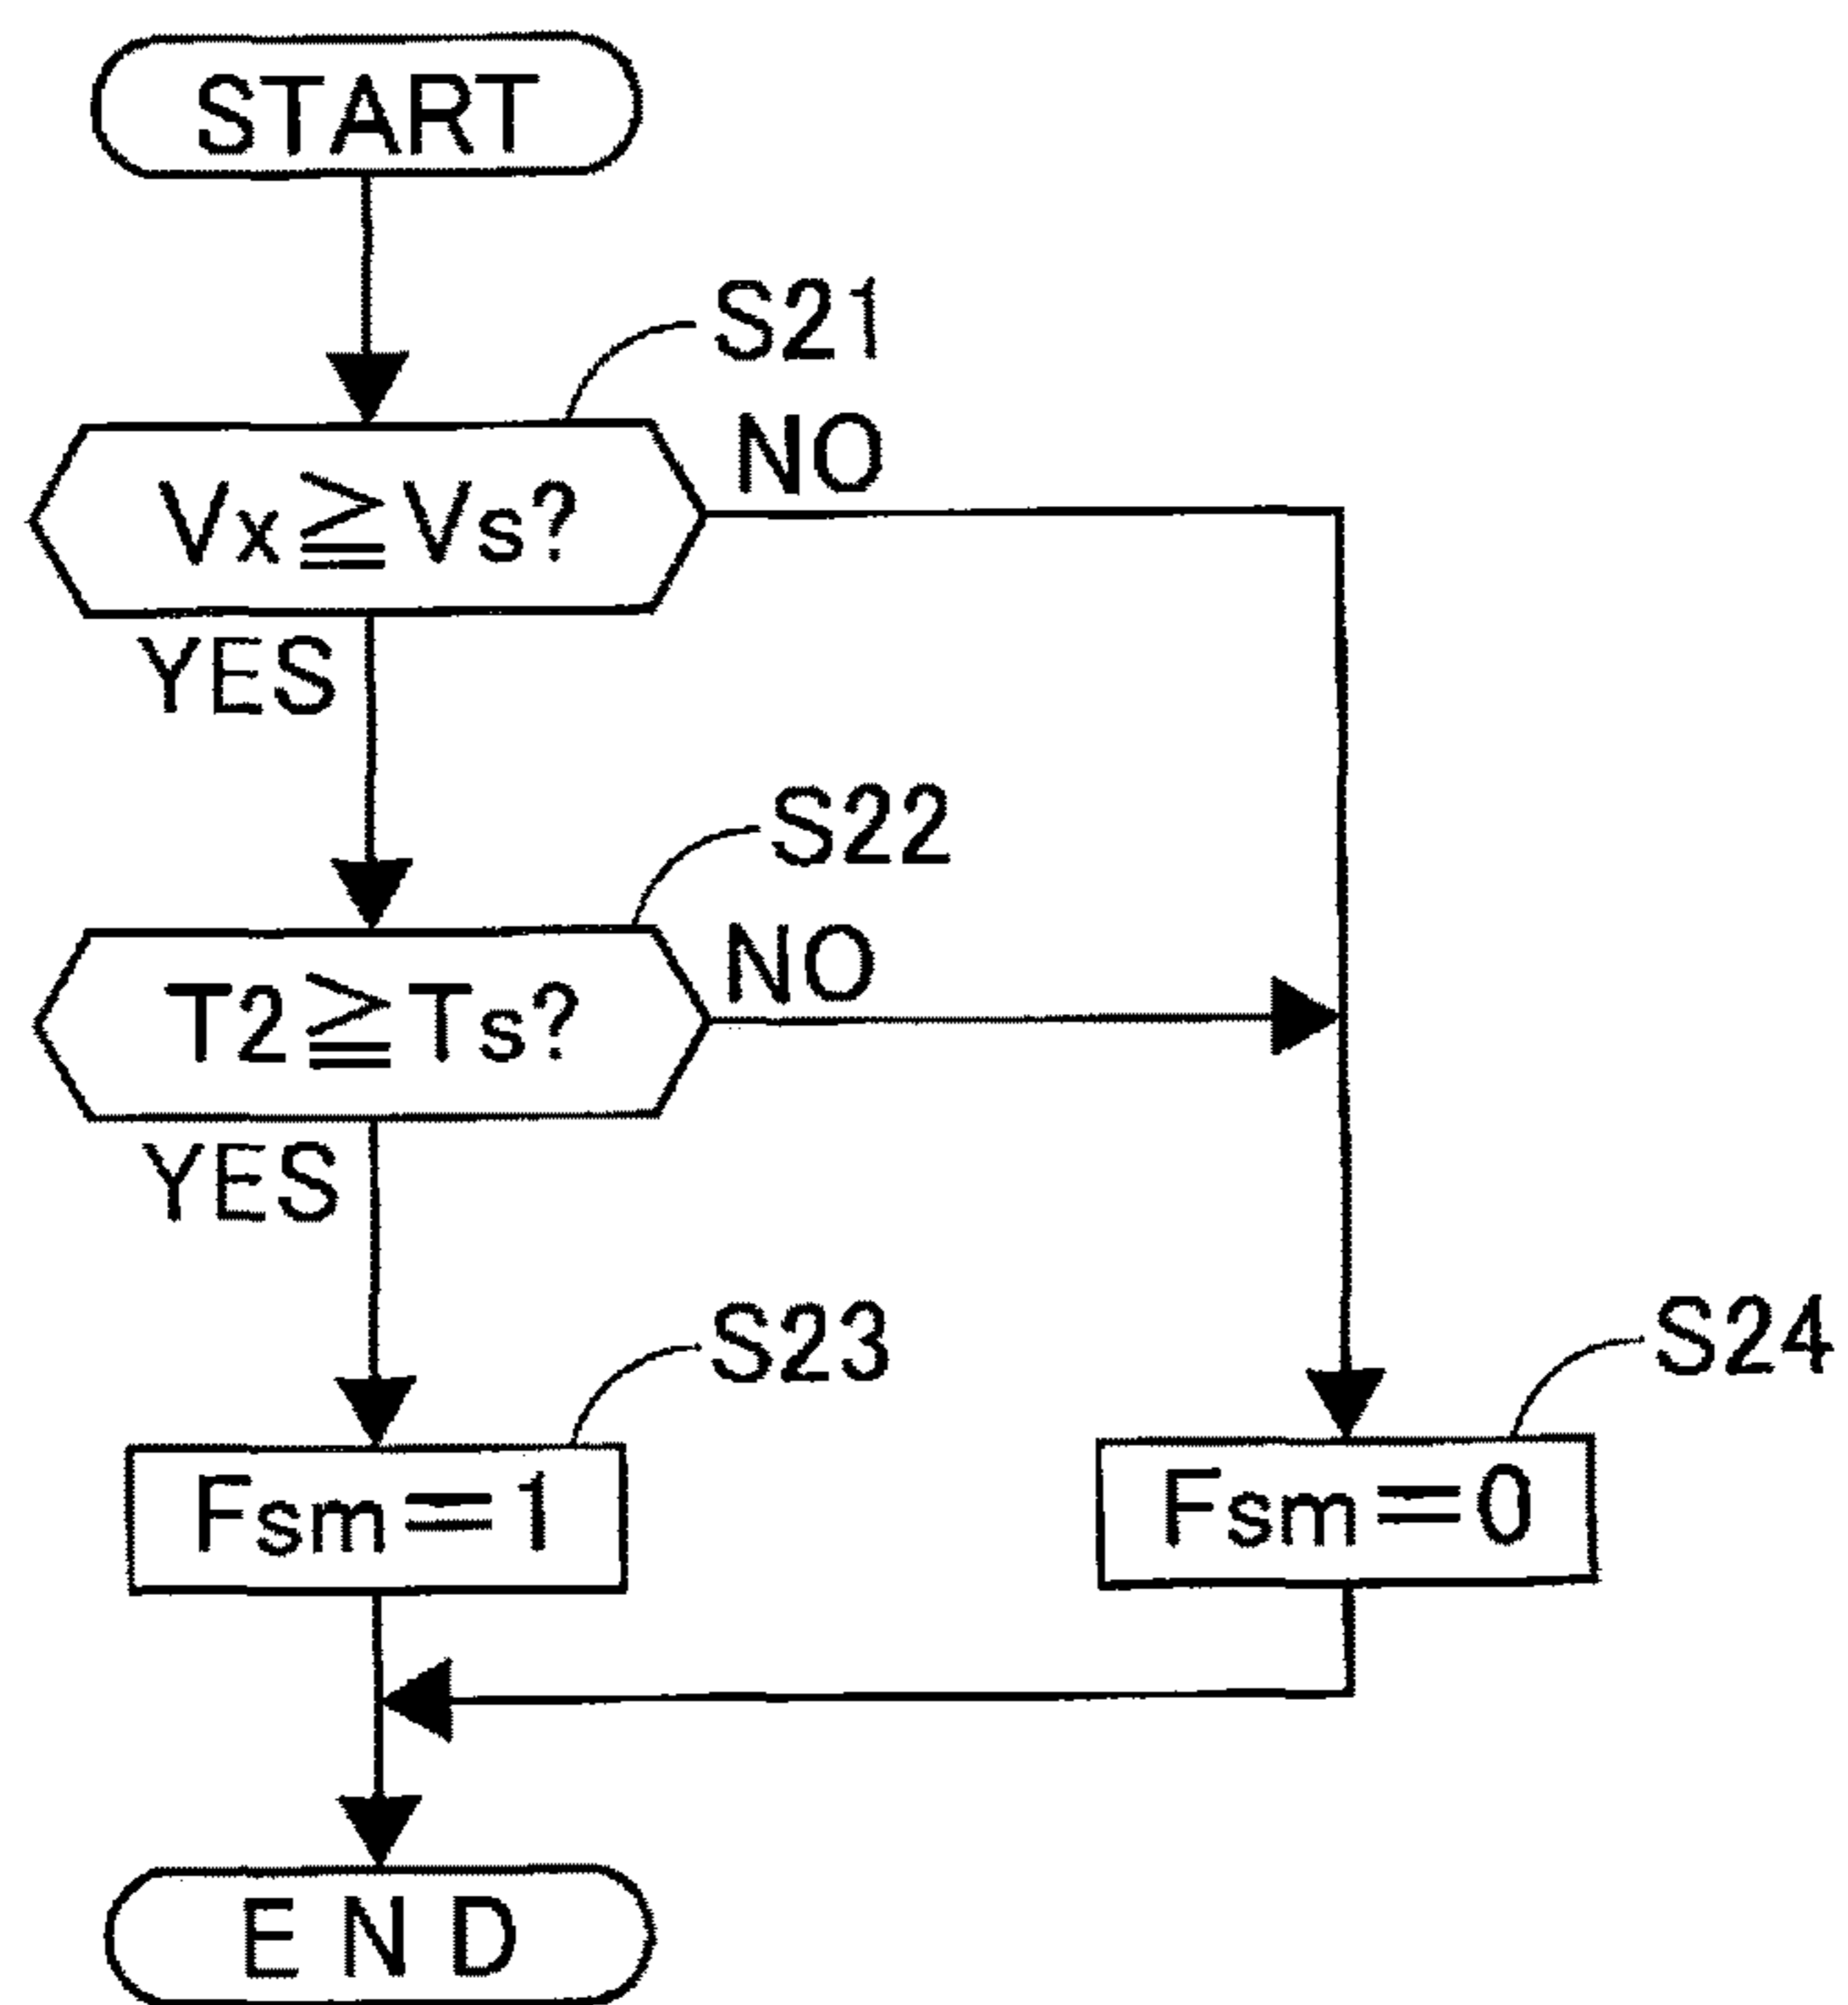 START
S21
NO
Vx≧Vs?
YES
S22
NO
T2≧Ts?
YES
S23
S24
Fsm=1
Fsm=0
END